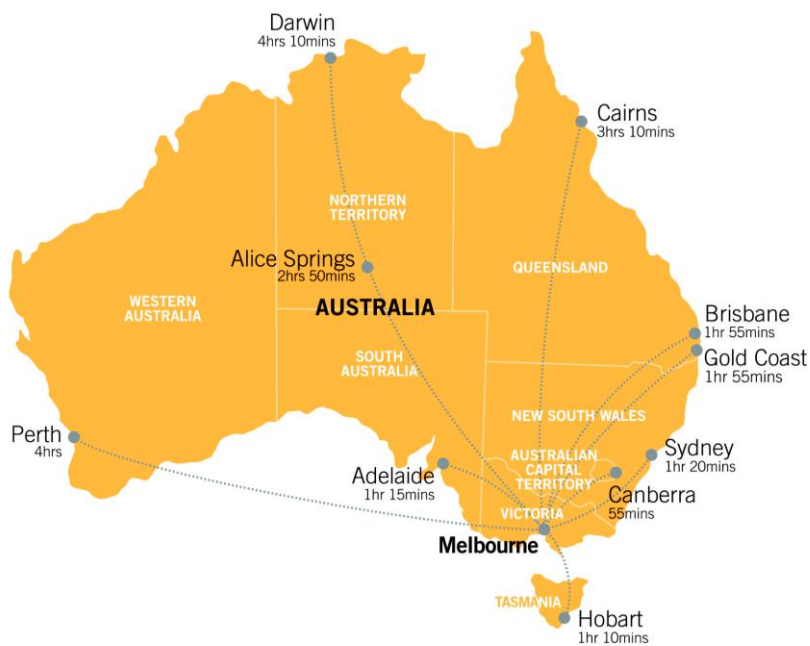 Darwin
4hrs 10mins
Cairns
3hrs 10mins
NORTHERN
TERRITORY
Alice Springs
2hrs 50mins
QUEENSLAND
WESTERN
AUSTRALIA
AUSTRALIA
Brisbane
1hr 55mins
SOUTH
AUSTRALIA
Gold Coast
1hr 55mins
NEW SOUTH WALES
Perth
4hrs
Sydney
1hr 20mins
AUSTRALIAN
CAPITAL
TERRITORY
Adelaide
1hr 15mins
Canberra
55mins
VICTORIA
Melbourne
TASMANIA
Hobart
1hr 10mins